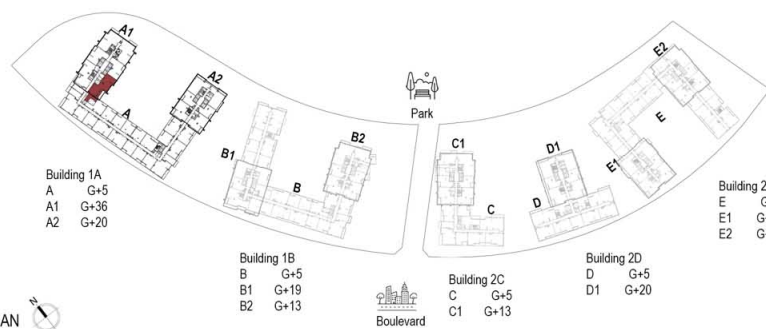 A1
A2
A
Building 1A
A G+5
A1 G+36
A2 G+20
B1
B2
B
Building 1B
B G+5
B1 G+19
B2 G+13
Park
Boulevard
C1
C
Building 2C
C G+5
C1 G+13
D1
D
Building 2D
D G+5
D1 G+20
E2
E
E1
Building 2
E G
E1 G
E2 G
AN
N